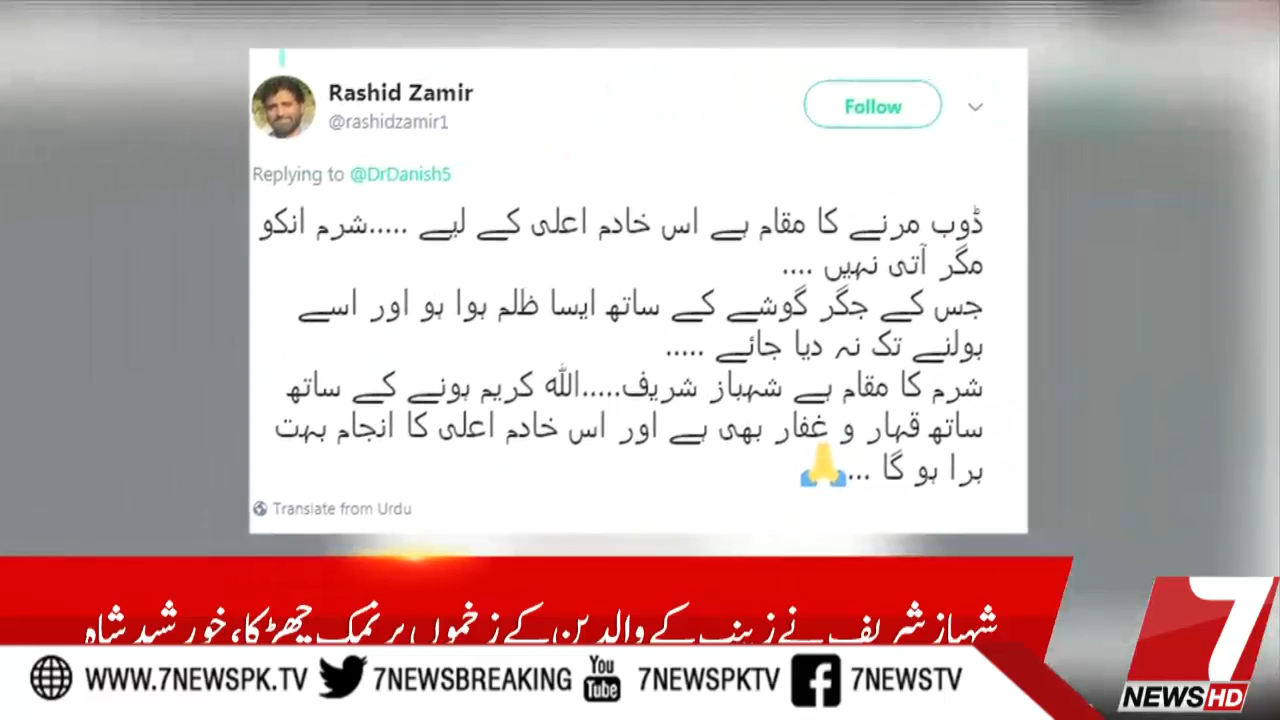 Rashid Zamir
@rashidzamir1
Follow
Replying to @DrDanish5
ڈوب مرنے کا مقام ہے اس خادم اعلی کے لیے .....شرم انکو
مگر آتی نہیں ....
جس کے جگر گوشے کے ساتھ ایسا ظلم ہوا ہو اور اسے
بولنے تک نہ دیا جائے .....
شرم کا مقام ہے شہباز شریف.....اللہ کریم ہونے کے ساتھ
ساتھ قہار و غفار بھی ہے اور اس خادم اعلی کا انجام بہت
برا ہو گا ...🙏
Translate from Urdu
شہباز شریف نے زینب کے والدین کے زخموں پر نمک چھڑکا، خورشید شاہ
WWW.7NEWSPK.TV 7NEWSBREAKING You Tube 7NEWSPKTV f 7NEWSTV
7 NEWS HD